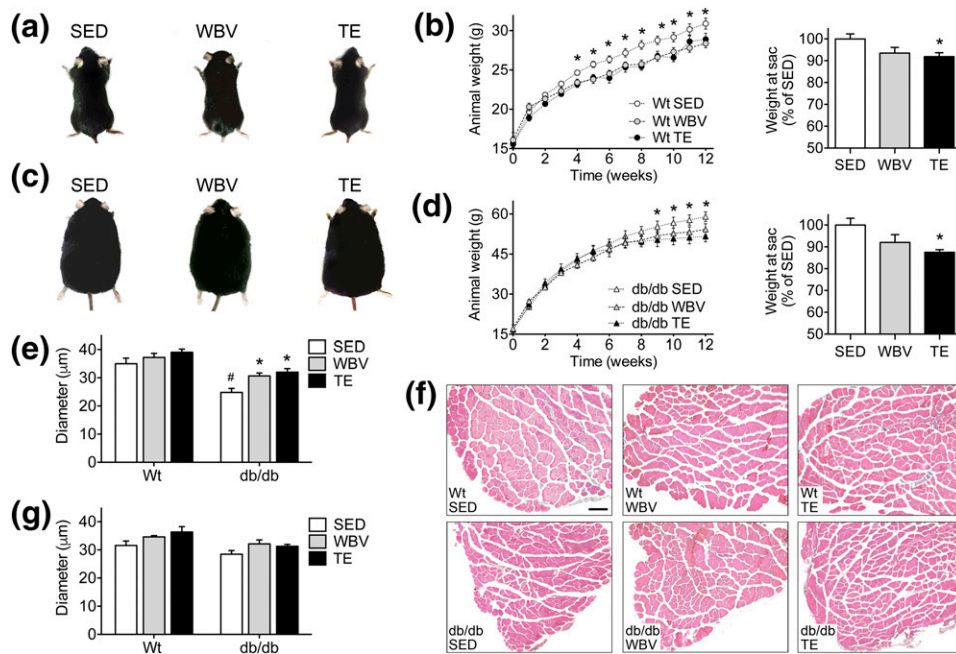 (a)
SED WBV TE
(b)
Animal weight (g)
30
25
20
15
* * * * * * * * *
Wt SED
Wt WBV
Wt TE
0 2 4 6 8 10 12
Time (weeks)
Weight at sac
(% of SED)
110
100
90
80
70
60
50
*
SED WBV TE
(c)
SED WBV TE
(d)
Animal weight (g)
60
45
30
15
* * * *
db/db SED
db/db WBV
db/db TE
0 2 4 6 8 10 12
Time (weeks)
Weight at sac
(% of SED)
110
100
90
80
70
60
50
*
SED WBV TE
(e)
Diameter (μm)
60
40
20
0
# * *
SED
WBV
TE
Wt db/db
(f)
Wt
SED
Wt
WBV
Wt
TE
db/db
SED
db/db
WBV
db/db
TE
(g)
Diameter (μm)
60
40
20
0
SED
WBV
TE
Wt db/db